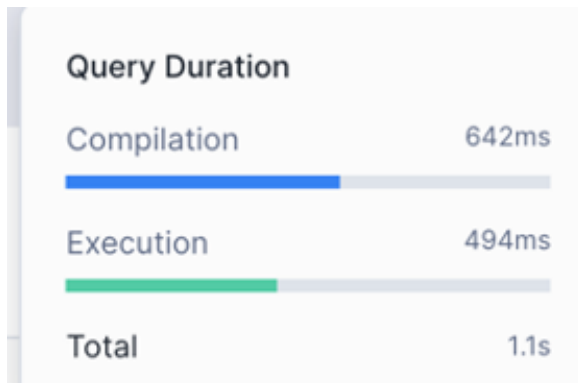 Query Duration
Compilation 642ms
Execution 494ms
Total 1.1s